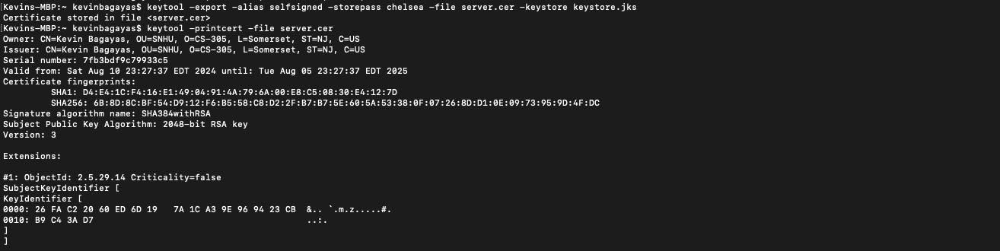 [Kevins-MBP:~ kevinbagayas$ keytool -export -alias selfsigned -storepass chelsea -file server.cer -keystore keystore.jks
Certificate stored in file <server.cer>
[Kevins-MBP:~ kevinbagayas$ keytool -printcert -file server.cer
Owner: CN=Kevin Bagayas, OU=SNHU, O=CS-305, L=Somerset, ST=NJ, C=US
Issuer: CN=Kevin Bagayas, OU=SNHU, O=CS-305, L=Somerset, ST=NJ, C=US
Serial number: 7fb3bdf9c79933c5
Valid from: Sat Aug 10 23:27:37 EDT 2024 until: Tue Aug 05 23:27:37 EDT 2025
Certificate fingerprints:
SHA1: D4:E4:1C:F4:16:E1:49:04:91:4A:79:6A:00:E8:C5:08:30:E4:12:7D
SHA256: 6B:8D:8C:BF:54:D9:12:F6:B5:58:C8:D2:2F:B7:B7:5E:60:5A:53:38:0F:07:26:8D:D1:0E:09:73:95:9D:4F:DC
Signature algorithm name: SHA384withRSA
Subject Public Key Algorithm: 2048-bit RSA key
Version: 3
Extensions:
#1: ObjectId: 2.5.29.14 Criticality=false
SubjectKeyIdentifier [
KeyIdentifier [
0000: 26 FA C2 20 60 ED 6D 19   7A 1C A3 9E 96 94 23 CB  &.. `.m.z.....#.
0010: B9 C4 3A D7                                        ..:.
]
]